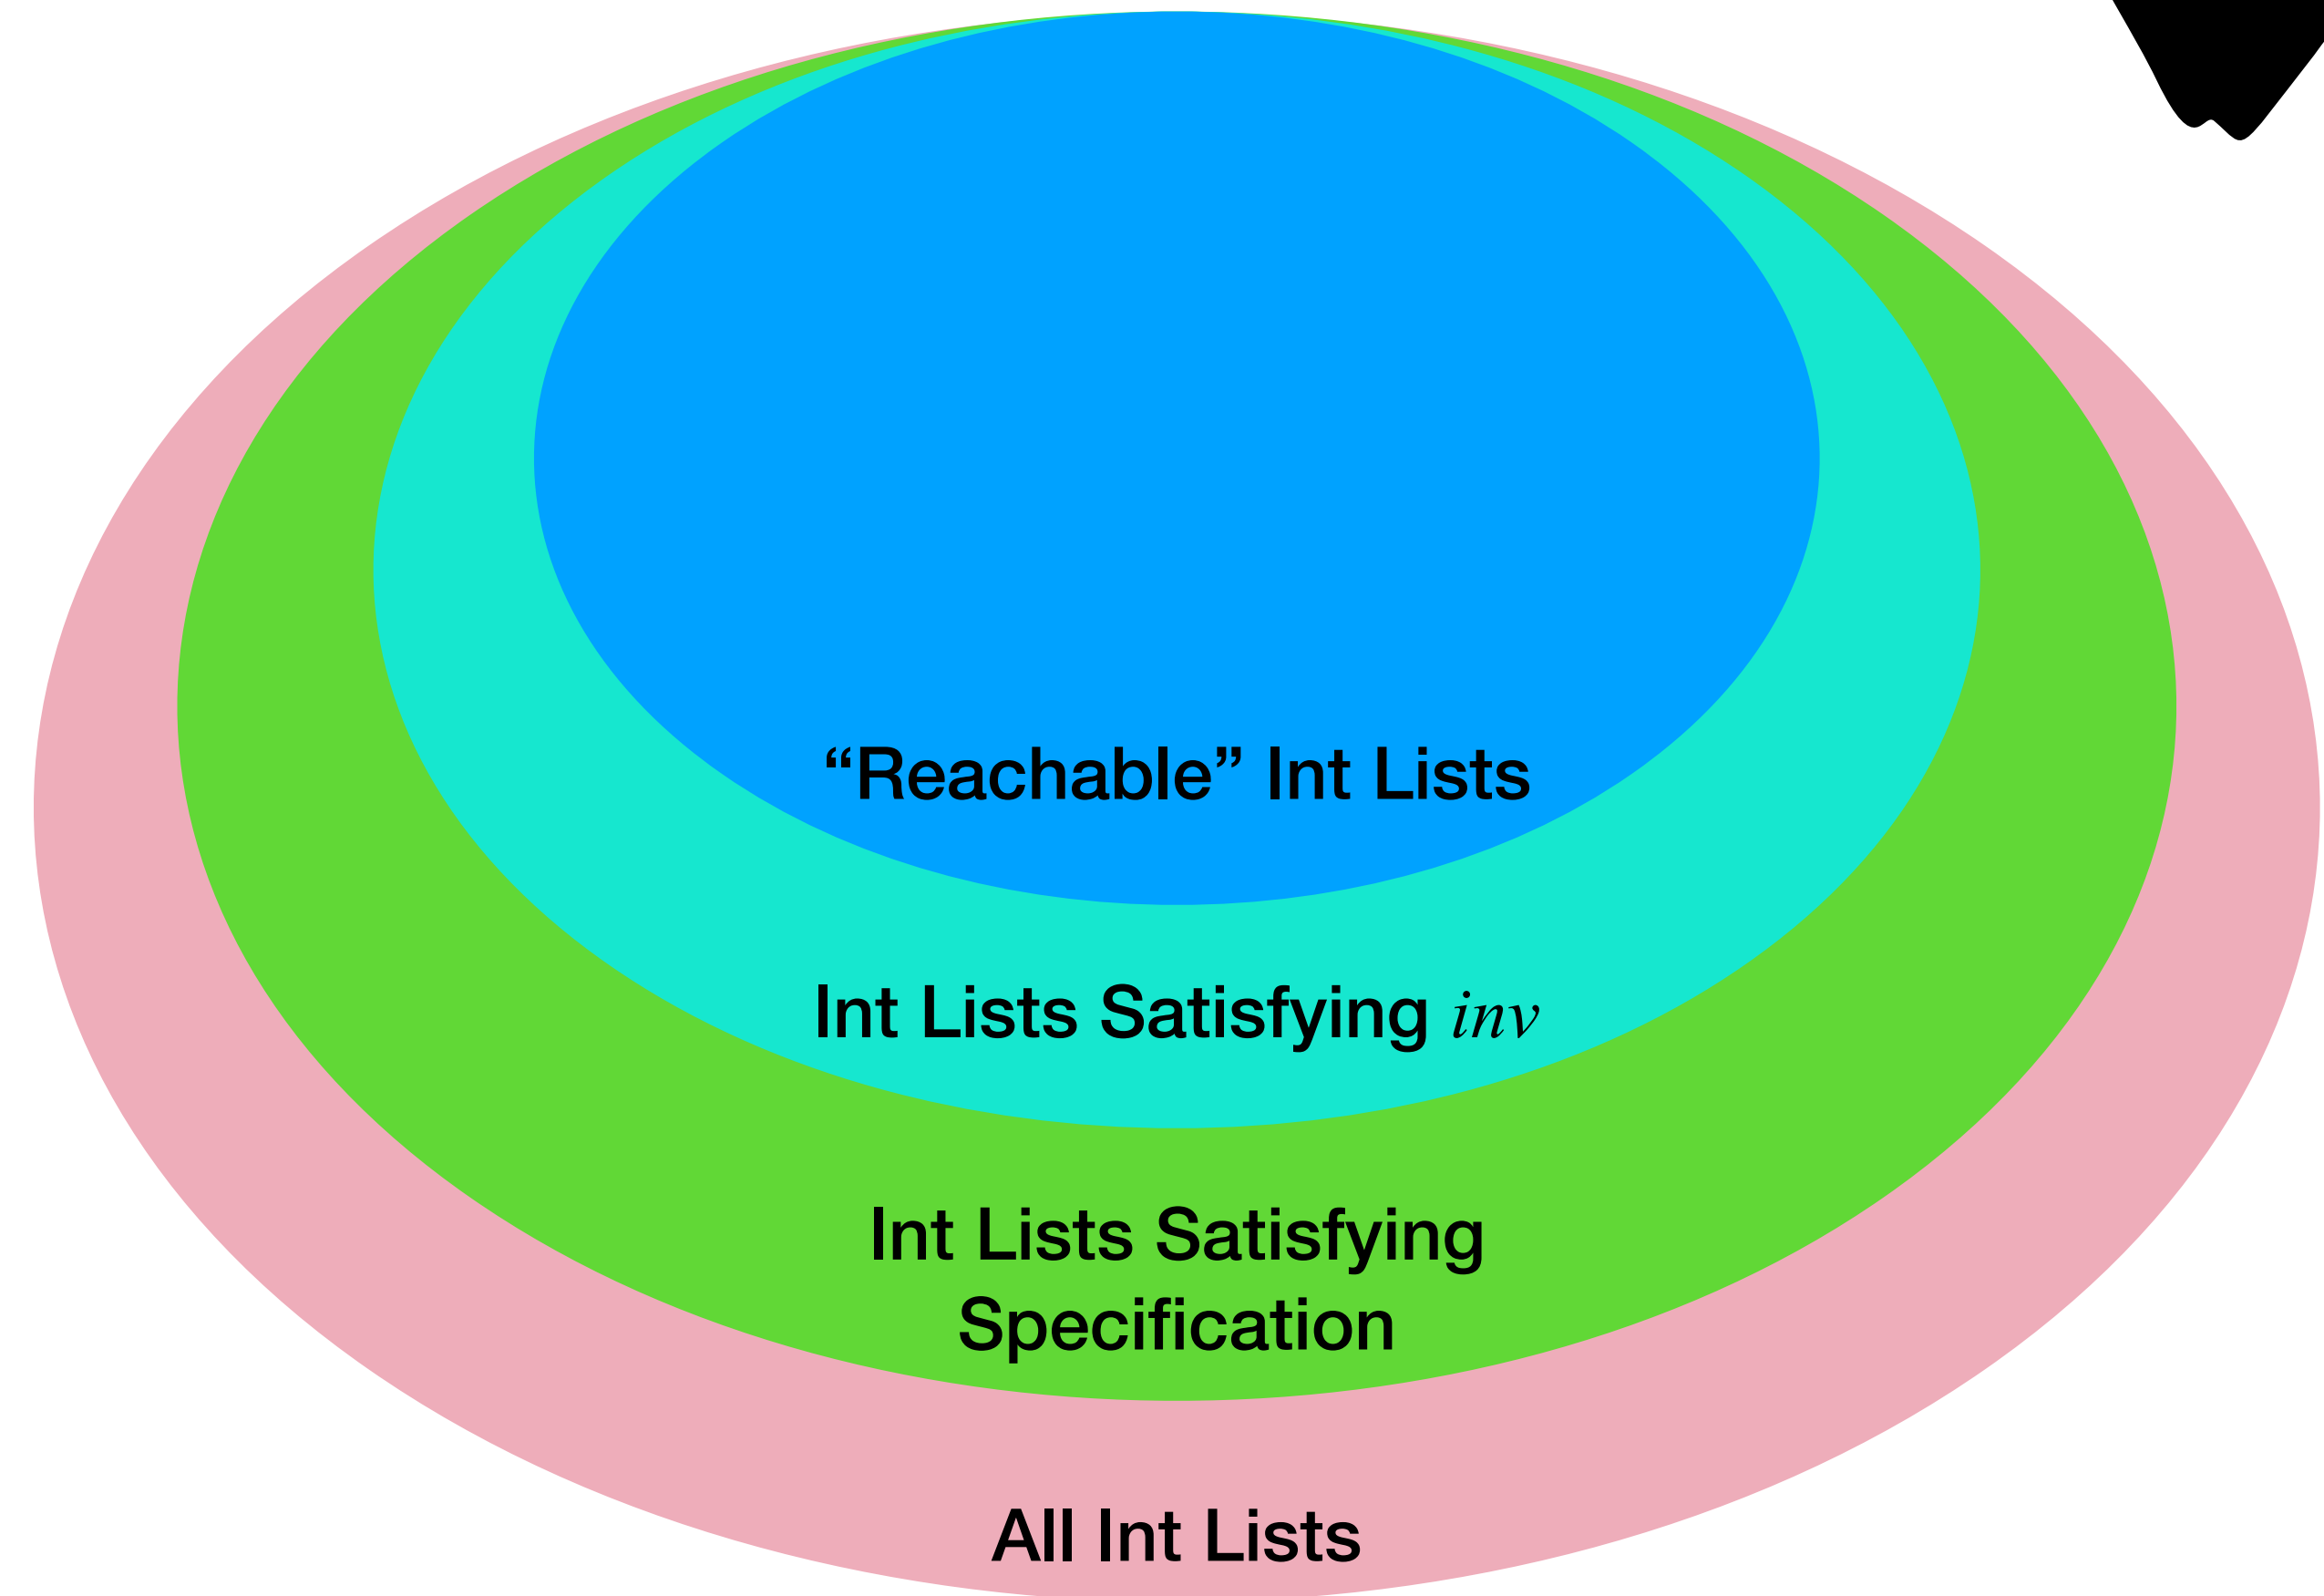 “Reachable” Int Lists
Int Lists Satisfying inv
Int Lists Satisfying
Specification
All Int Lists